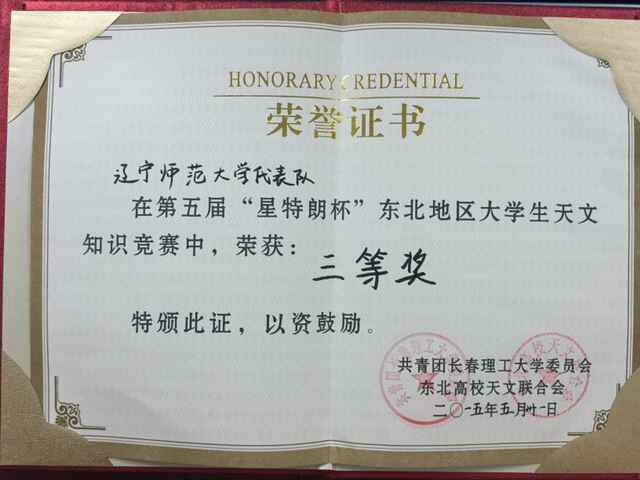 HONORARY CREDENTIAL
荣誉证书
辽宁师范大学代表队
在第五届“星特朗杯”东北地区大学生天文
知识竞赛中，荣获：
三等奖
特颁此证，以资鼓励。
共青团长春理工大学委员会
东北高校天文联合会
二〇一五年五月卅一日